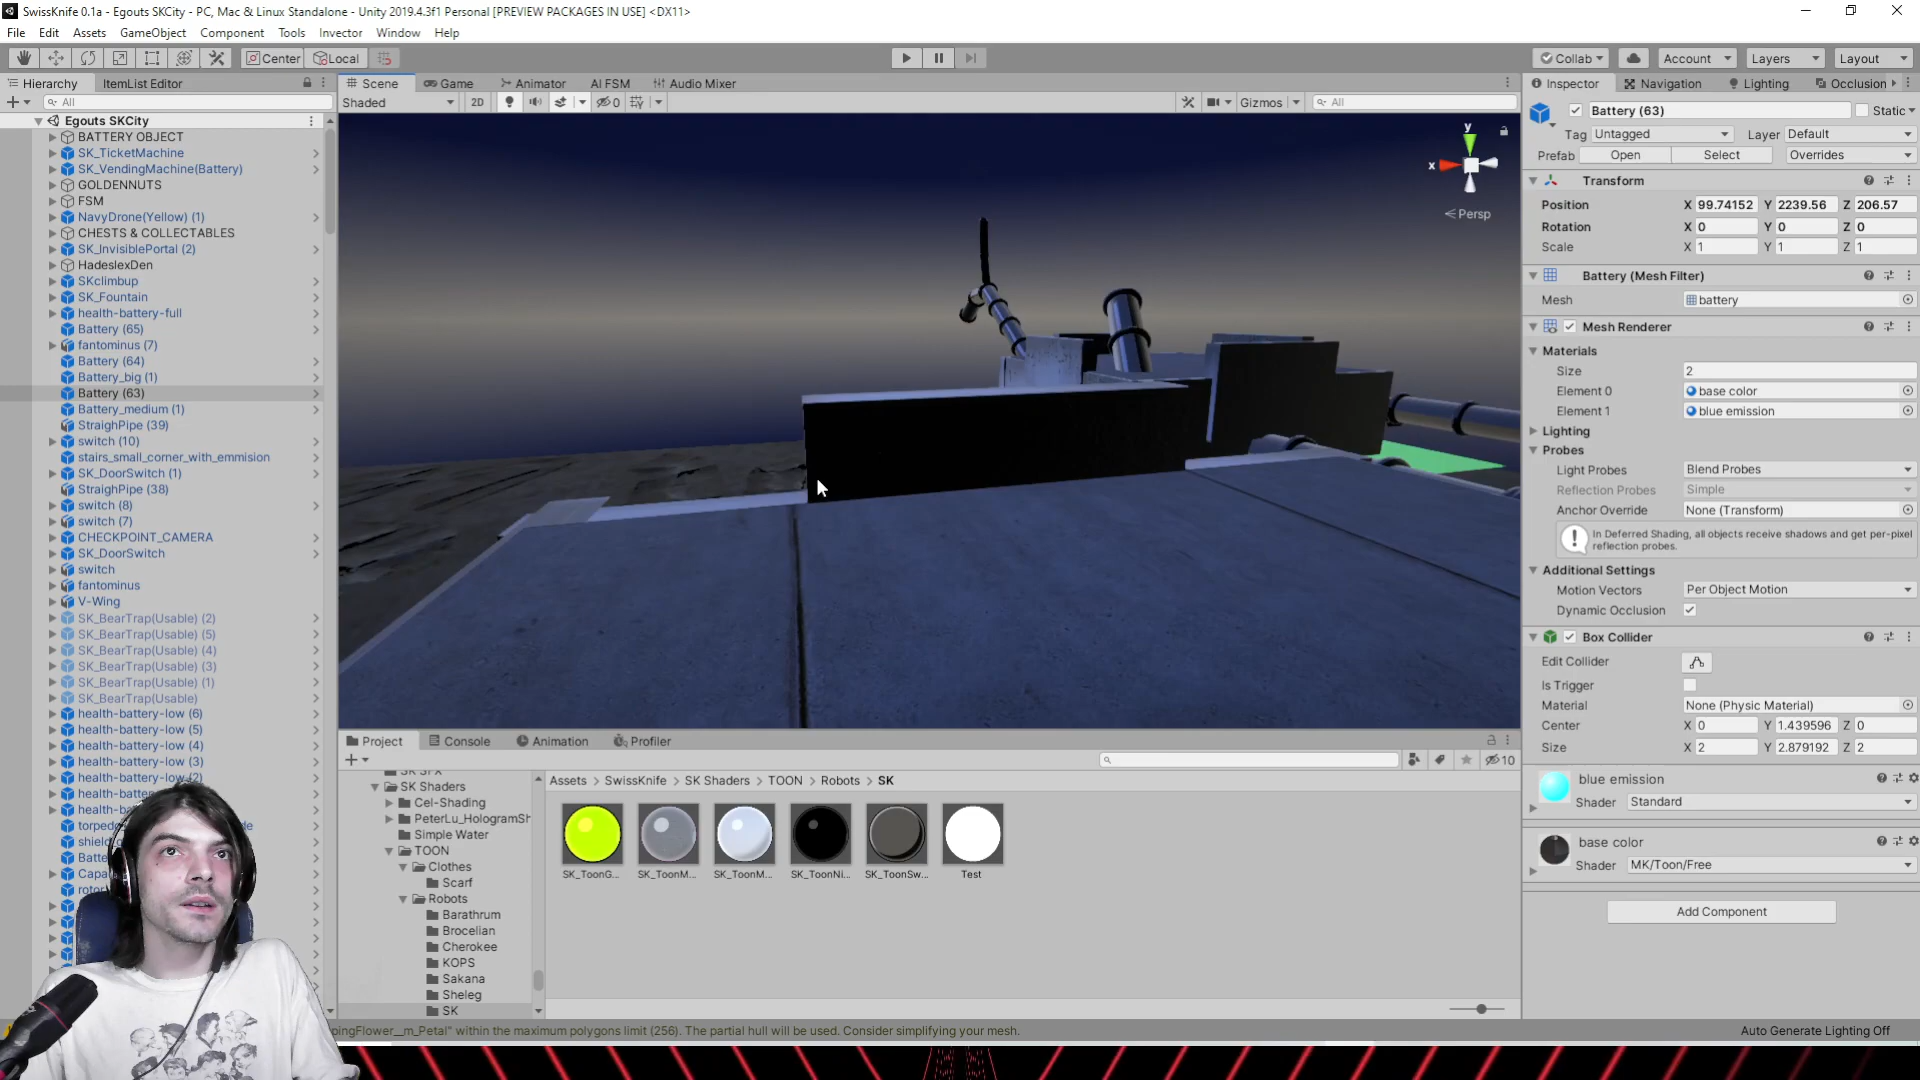 SwissKnife 0.1a - Egouts SKCity - PC, Mac & Linux Standalone - Unity 2019.4.3f1 Personal [PREVIEW PACKAGES IN USE] <DX11>
File Edit Assets GameObject Component Tools Invector Window Help
Center Local Collab Account Layers Layout
Hierarchy ItemList Editor
All
Egouts SKCity
BATTERY OBJECT
SK_TicketMachine
SK_VendingMachine(Battery)
GOLDENNUTS
FSM
NavyDrone(Yellow) (1)
CHESTS & COLLECTABLES
SK_InvisiblePortal (2)
HadeslexDen
SKclimbup
SK_Fountain
health-battery-full
Battery (65)
fantominus (7)
Battery (64)
Battery_big (1)
Battery (63)
Battery_medium (1)
StraighPipe (39)
switch (10)
stairs_small_corner_with_emmision
SK_DoorSwitch (1)
StraighPipe (38)
switch (8)
switch (7)
CHECKPOINT_CAMERA
SK_DoorSwitch
switch
fantominus
V-Wing
SK_BearTrap(Usable) (2)
SK_BearTrap(Usable) (5)
SK_BearTrap(Usable) (4)
SK_BearTrap(Usable) (3)
SK_BearTrap(Usable) (1)
SK_BearTrap(Usable)
health-battery-low (6)
health-battery-low (5)
health-battery-low (4)
health-battery-low (3)
health-battery-low (2)
Scene Game Animator AI FSM Audio Mixer
Shaded 2D 0 Gizmos All
y
x
Persp
Project Console Animation Profiler
10
SK Shaders
Cel-Shading
PeterLu_HologramSh
Simple Water
TOON
Clothes
Scarf
Robots
Barathrum
Brocelian
Cherokee
KOPS
Sakana
Sheleg
SK
Assets > SwissKnife > SK Shaders > TOON > Robots > SK
SK_ToonG... SK_ToonM... SK_ToonM... SK_ToonNi... SK_ToonSw... Test
pingFlower__m_Petal" within the maximum polygons limit (256). The partial hull will be used. Consider simplifying your mesh.
Auto Generate Lighting Off
Inspector Navigation Lighting Occlusion
Battery (63) Static
Tag Untagged Layer Default
Prefab Open Select Overrides
Transform
Position X 99.74152 Y 2239.56 Z 206.57
Rotation X 0 Y 0 Z 0
Scale X 1 Y 1 Z 1
Battery (Mesh Filter)
Mesh battery
Mesh Renderer
Materials
Size 2
Element 0 base color
Element 1 blue emission
Lighting
Probes
Light Probes Blend Probes
Reflection Probes Simple
Anchor Override None (Transform)
In Deferred Shading, all objects receive shadows and get per-pixel
reflection probes.
Additional Settings
Motion Vectors Per Object Motion
Dynamic Occlusion
Box Collider
Edit Collider
Is Trigger
Material None (Physic Material)
Center X 0 Y 1.439596 Z 0
Size X 2 Y 2.879192 Z 2
blue emission
Shader Standard
base color
Shader MK/Toon/Free
Add Component